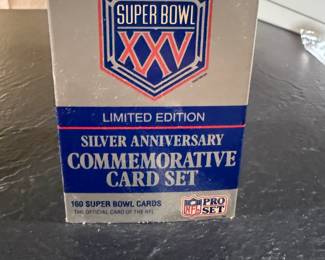 SUPER BOWL
XXV
LIMITED EDITION
SILVER ANNIVERSARY
COMMEMORATIVE
CARD SET
160 SUPER BOWL CARDS
THE OFFICIAL CARD OF THE NFL
NFL
PRO
SET